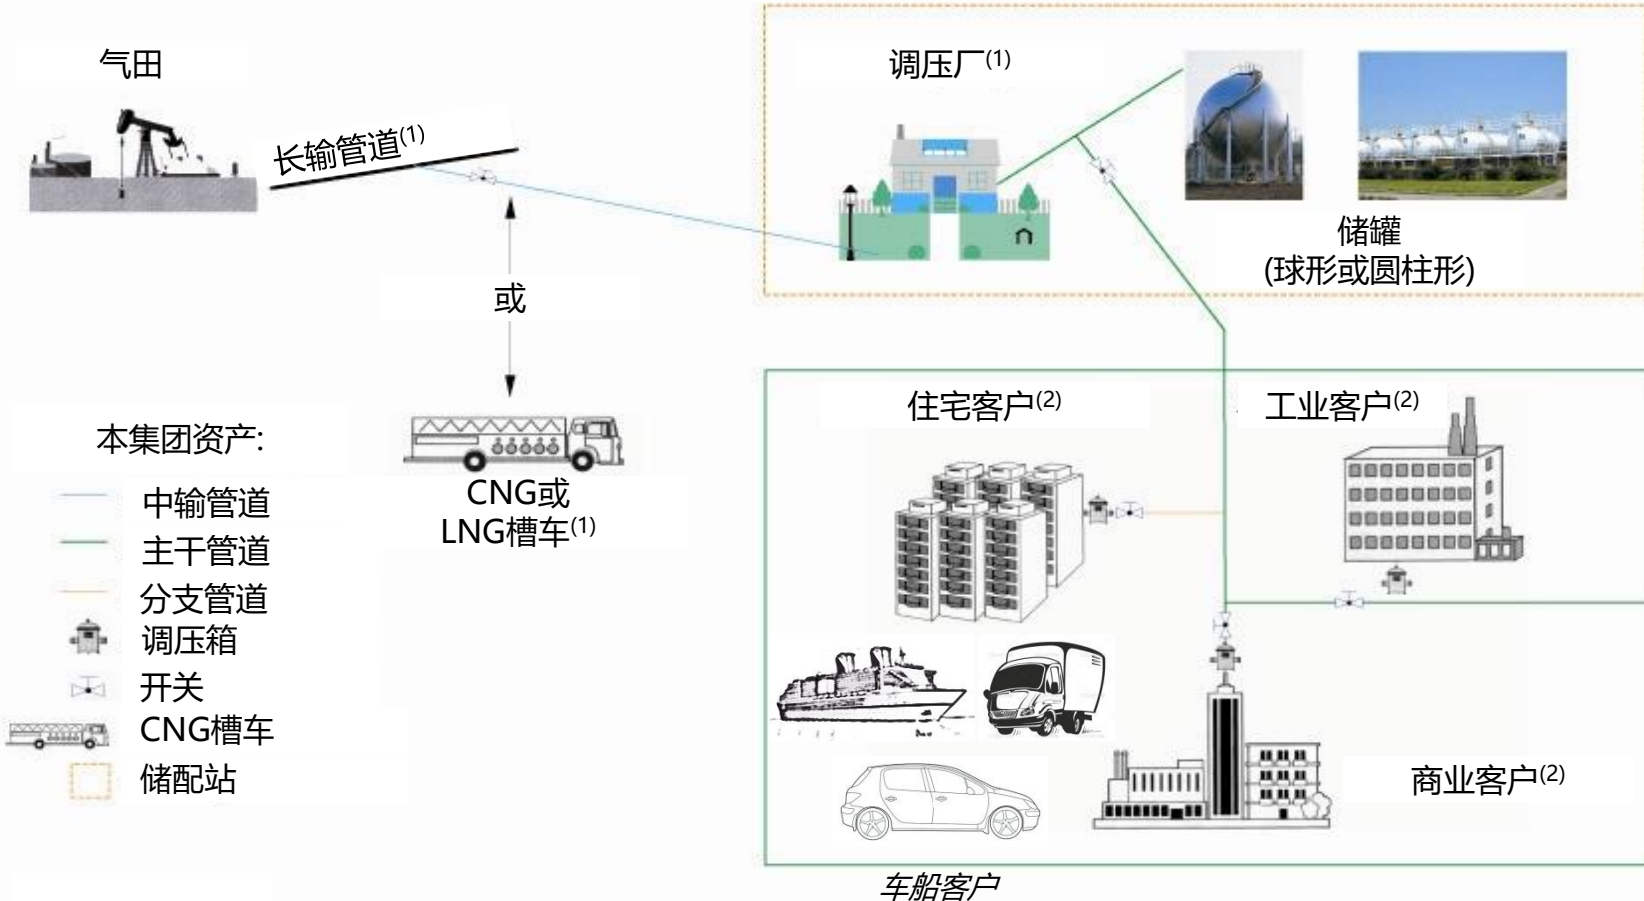 气田
长输管道(1)
调压厂(1)
储罐
(球形或圆柱形)
或
CNG或
LNG槽车(1)
本集团资产:
中输管道
主干管道
分支管道
调压箱
开关
CNG槽车
储配站
住宅客户(2)
工业客户(2)
商业客户(2)
车船客户